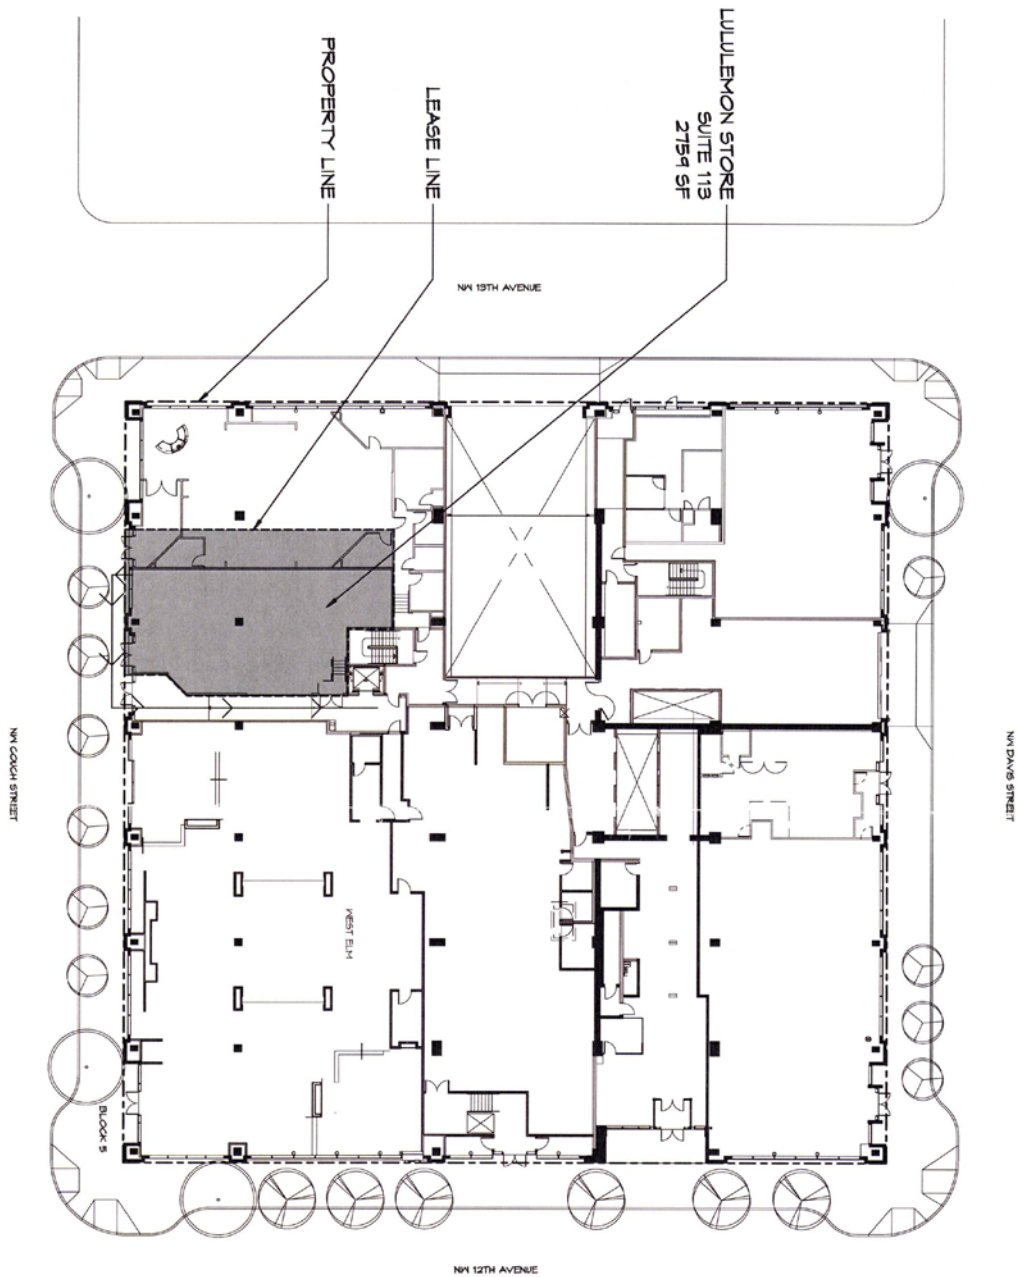 LULULEMON STORE
SUITE 113
2759 SF
LEASE LINE
PROPERTY LINE
NW 13TH AVENUE
NW COUCH STREET
NW DAVIS STREET
WEST ELM
BLOCK 5
NW 12TH AVENUE